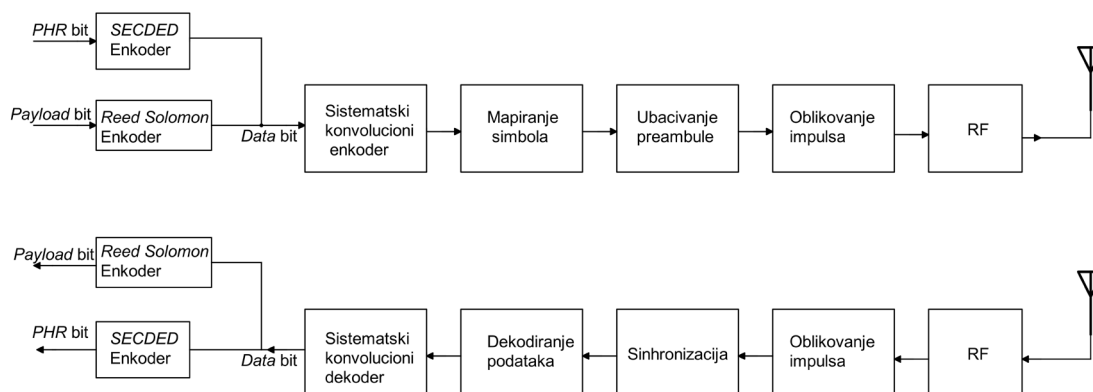 PHR bit
SECDED
Enkoder
Payload bit
Reed Solomon
Enkoder
Data bit
Sistematski
konvolucioni
enkoder
Mapiranje
simbola
Ubacivanje
preambule
Oblikovanje
impulsa
RF
Payload bit
Reed Solomon
Enkoder
PHR bit
SECDED
Enkoder
Data bit
Sistematski
konvolucioni
dekoder
Dekodiranje
podataka
Sinhronizacija
Oblikovanje
impulsa
RF